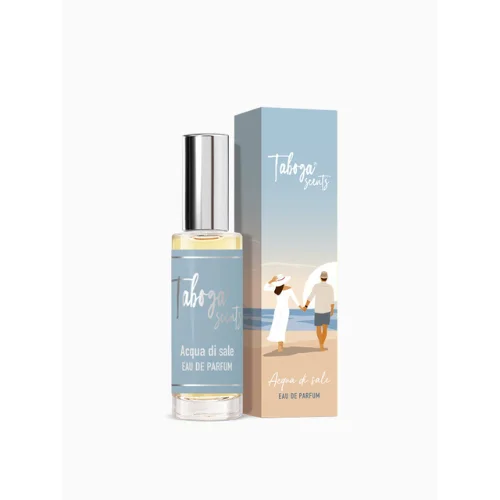 Taboga
scents
Acqua di sale
EAU DE PARFUM
Taboga
scents
Acqua di sale
EAU DE PARFUM